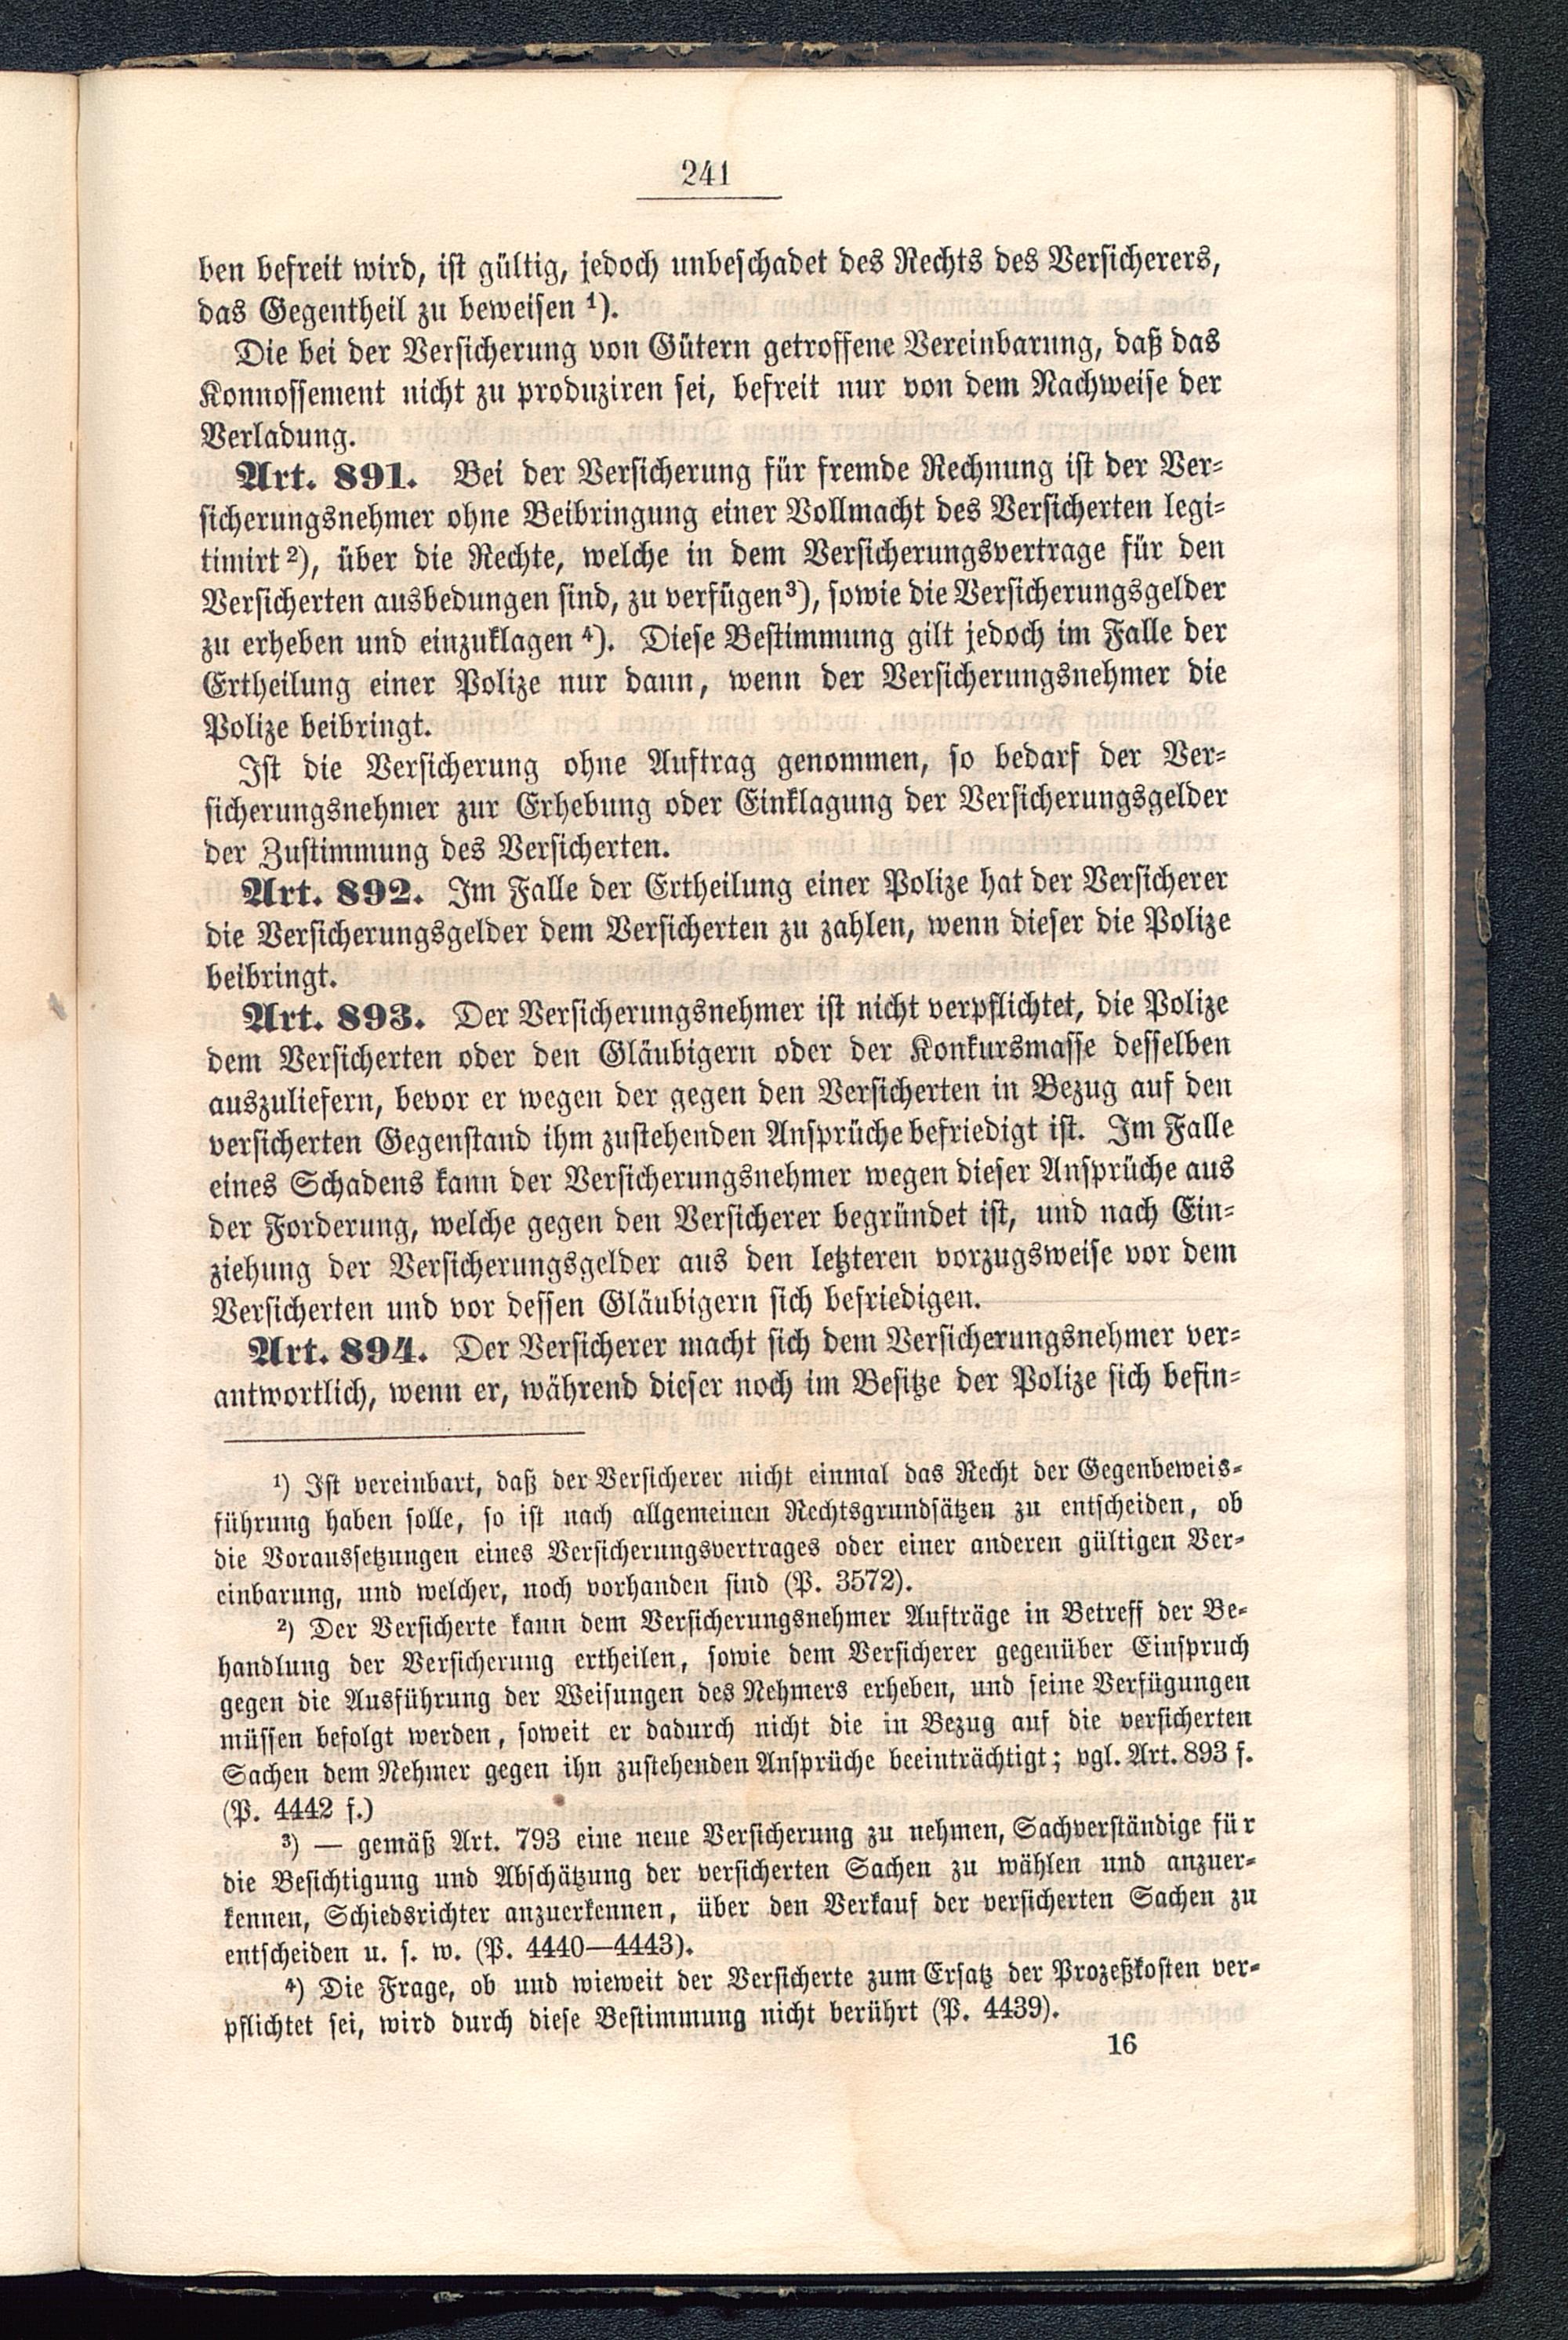 241
ben befreit wird, ist gültig, jedoch unbeschadet des Rechts des Versicherers,
das Gegentheil zu beweisen ¹).
Die bei der Versicherung von Gütern getroffene Vereinbarung, daß das
Konnossement nicht zu produziren sei, befreit nur von dem Nachweise der
Verladung.
Art. 891. Bei der Versicherung für fremde Rechnung ist der Ver-
sicherungsnehmer ohne Beibringung einer Vollmacht des Versicherten legi-
timirt ²), über die Rechte, welche in dem Versicherungsvertrage für den
Versicherten ausbedungen sind, zu verfügen ³), sowie die Versicherungsgelder
zu erheben und einzuklagen ⁴). Diese Bestimmung gilt jedoch im Falle der
Ertheilung einer Polize nur dann, wenn der Versicherungsnehmer die
Polize beibringt.
Ist die Versicherung ohne Auftrag genommen, so bedarf der Ver-
sicherungsnehmer zur Erhebung oder Einklagung der Versicherungsgelder
der Zustimmung des Versicherten.
Art. 892. Im Falle der Ertheilung einer Polize hat der Versicherer
die Versicherungsgelder dem Versicherten zu zahlen, wenn dieser die Polize
beibringt.
Art. 893. Der Versicherungsnehmer ist nicht verpflichtet, die Polize
dem Versicherten oder den Gläubigern oder der Konkursmasse desselben
auszuliefern, bevor er wegen der gegen den Versicherten in Bezug auf den
versicherten Gegenstand ihm zustehenden Ansprüche befriedigt ist. Im Falle
eines Schadens kann der Versicherungsnehmer wegen dieser Ansprüche aus
der Forderung, welche gegen den Versicherer begründet ist, und nach Ein-
ziehung der Versicherungsgelder aus den letzteren vorzugsweise vor dem
Versicherten und vor dessen Gläubigern sich befriedigen.
Art. 894. Der Versicherer macht sich dem Versicherungsnehmer ver-
antwortlich, wenn er, während dieser noch im Besitze der Polize sich befin-
¹) Ist vereinbart, daß der Versicherer nicht einmal das Recht der Gegenbeweis-
führung haben solle, so ist nach allgemeinen Rechtsgrundsätzen zu entscheiden, ob
die Voraussetzungen eines Versicherungsvertrages oder einer anderen gültigen Ver-
einbarung, und welcher, noch vorhanden sind (P. 3572).
²) Der Versicherte kann dem Versicherungsnehmer Aufträge in Betreff der Be-
handlung der Versicherung ertheilen, sowie dem Versicherer gegenüber Einspruch
gegen die Ausführung der Weisungen des Nehmers erheben, und seine Verfügungen
müssen befolgt werden, soweit er dadurch nicht die in Bezug auf die versicherten
Sachen dem Nehmer gegen ihn zustehenden Ansprüche beeinträchtigt; vgl. Art. 893 f.
(P. 4442 f.)
³) — gemäß Art. 793 eine neue Versicherung zu nehmen, Sachverständige für
die Besichtigung und Abschätzung der versicherten Sachen zu wählen und anzuer-
kennen, Schiedsrichter anzuerkennen, über den Verkauf der versicherten Sachen zu
entscheiden u. s. w. (P. 4440—4443).
⁴) Die Frage, ob und wieweit der Versicherte zum Ersatz der Prozeßkosten ver-
pflichtet sei, wird durch diese Bestimmung nicht berührt (P. 4439).
16